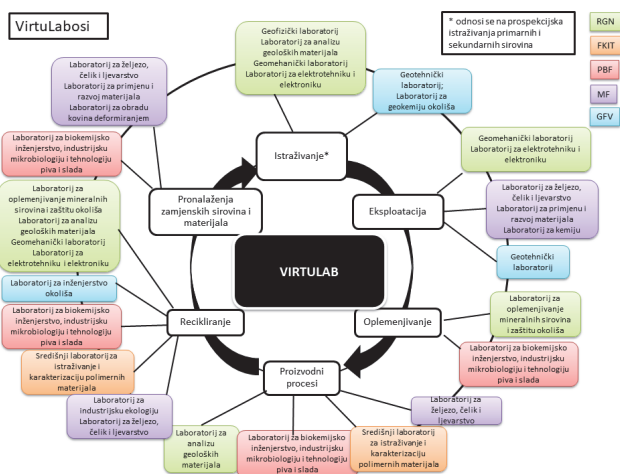 VirtuLabosi
Geofizički laboratorij
Laboratorij za analizu
geoloških materijala
Geomehanički laboratorij
Laboratorij za elektrotehniku i
elektroniku
* odnosi se na prospekcijska
istraživanja primarnih i
sekundarnih sirovina
RGN
FKIT
PBF
MF
GFV
Laboratorij za željezo,
čelik i ljevarstvo
Laboratorij za primjenu i
razvoj materijala
Laboratorij za obradu
kovina deformiranjem
Geotehnički
laboratorij;
Laboratorij za
geokemiju okoliša
Laboratorij za biokemijsko
inženjerstvo, industrijsku
mikrobiologiju i tehnologiju
piva i slada
Istraživanje*
Geomehanički laboratorij
Laboratorij za elektrotehniku i
elektroniku
Laboratorij za
oplemenjivanje mineralnih
sirovina i zaštitu okoliša
Laboratorij za analizu
geoloških materijala
Geomehanički laboratorij
Laboratorij za
elektrotehniku i elektroniku
Pronalaženja
zamjenskih sirovina i
materijala
Eksploatacija
Laboratorij za željezo,
čelik i ljevarstvo
Laboratorij za primjenu i
razvoj materijala
Laboratorij za kemiju
VIRTULAB
Geotehnički
laboratorij
Laboratorij za inženjerstvo
okoliša
Laboratorij za
oplemenjivanje
mineralnih sirovina
i zaštitu okoliša
Laboratorij za biokemijsko
inženjerstvo, industrijsku
mikrobiologiju i tehnologiju
piva i slada
Recikliranje
Oplemenjivanje
Laboratorij za biokemijsko
inženjerstvo, industrijsku
mikrobiologiju i tehnologiju
piva i slada
Središnji laboratorij za
istraživanje i
karakterizaciju polimernih
materijala
Proizvodni
procesi
Laboratorij za
industrijsku ekologiju
Laboratorij za željezo,
čelik i ljevarstvo
Laboratorij za
željezo, čelik i
ljevarstvo
Laboratorij za
analizu
geoloških
materijala
Laboratorij za biokemijsko
inženjerstvo, industrijsku
mikrobiologiju i tehnologiju
piva i slada
Središnji laboratorij
za istraživanje i
karakterizaciju
polimernih materijala